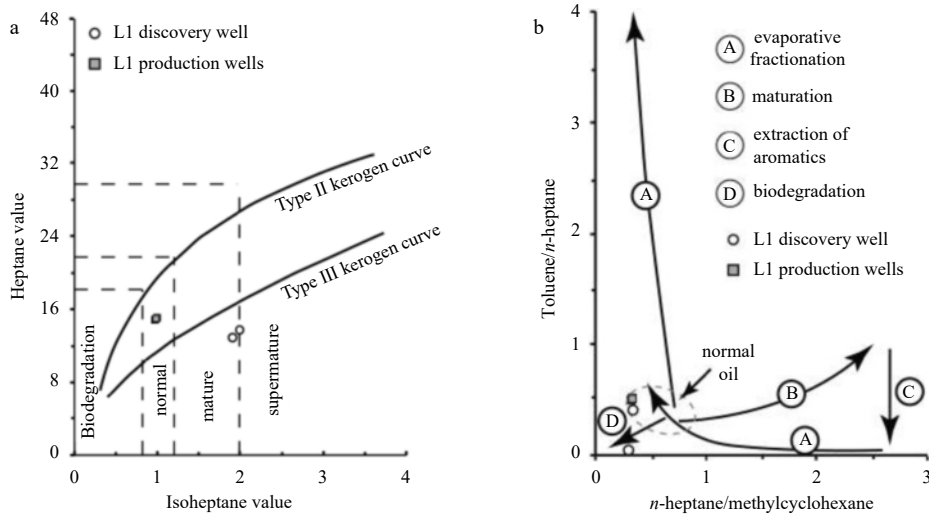 a
48
40
32
24
16
8
0
Heptane value
L1 discovery well
L1 production wells
Type II kerogen curve
Type III kerogen curve
Biodegradation
normal
mature
supermature
0
1
2
3
4
Isoheptane value
b
4
3
2
1
0
Toluene/n-heptane
A
evaporative
fractionation
B
maturation
C
extraction of
aromatics
D
biodegradation
L1 discovery well
L1 production wells
A
normal
oil
B
C
D
A
0
1
2
3
n-heptane/methylcyclohexane